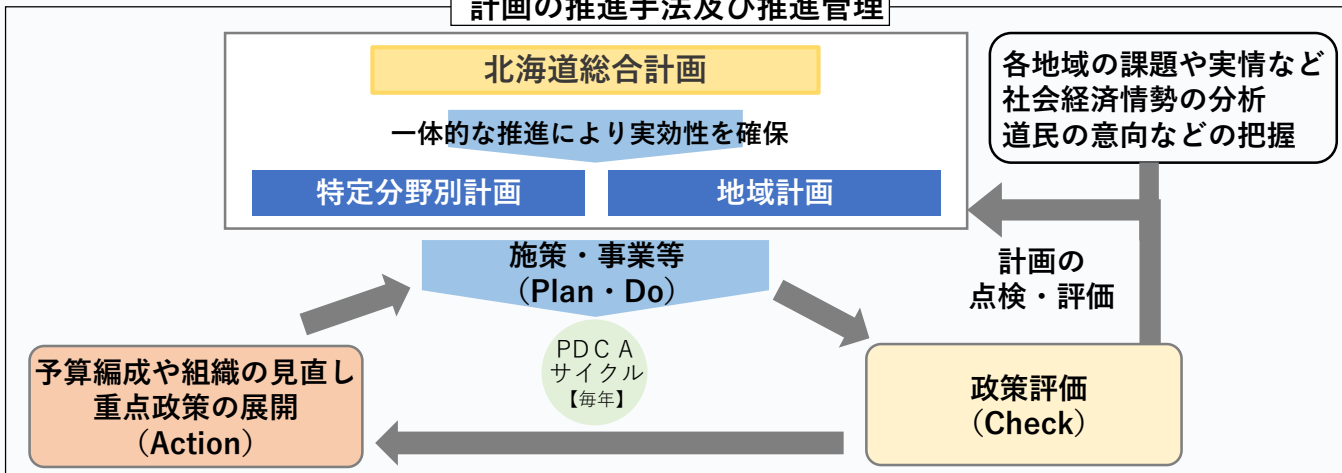 計画の推進手法及び推進管理
北海道総合計画
一体的な推進により実効性を確保
特定分野別計画
地域計画
各地域の課題や実情など
社会経済情勢の分析
道民の意向などの把握
計画の
点検・評価
施策・事業等
（Plan・Do）
PDCA
サイクル
【毎年】
予算編成や組織の見直し
重点政策の展開
（Action）
政策評価
（Check）